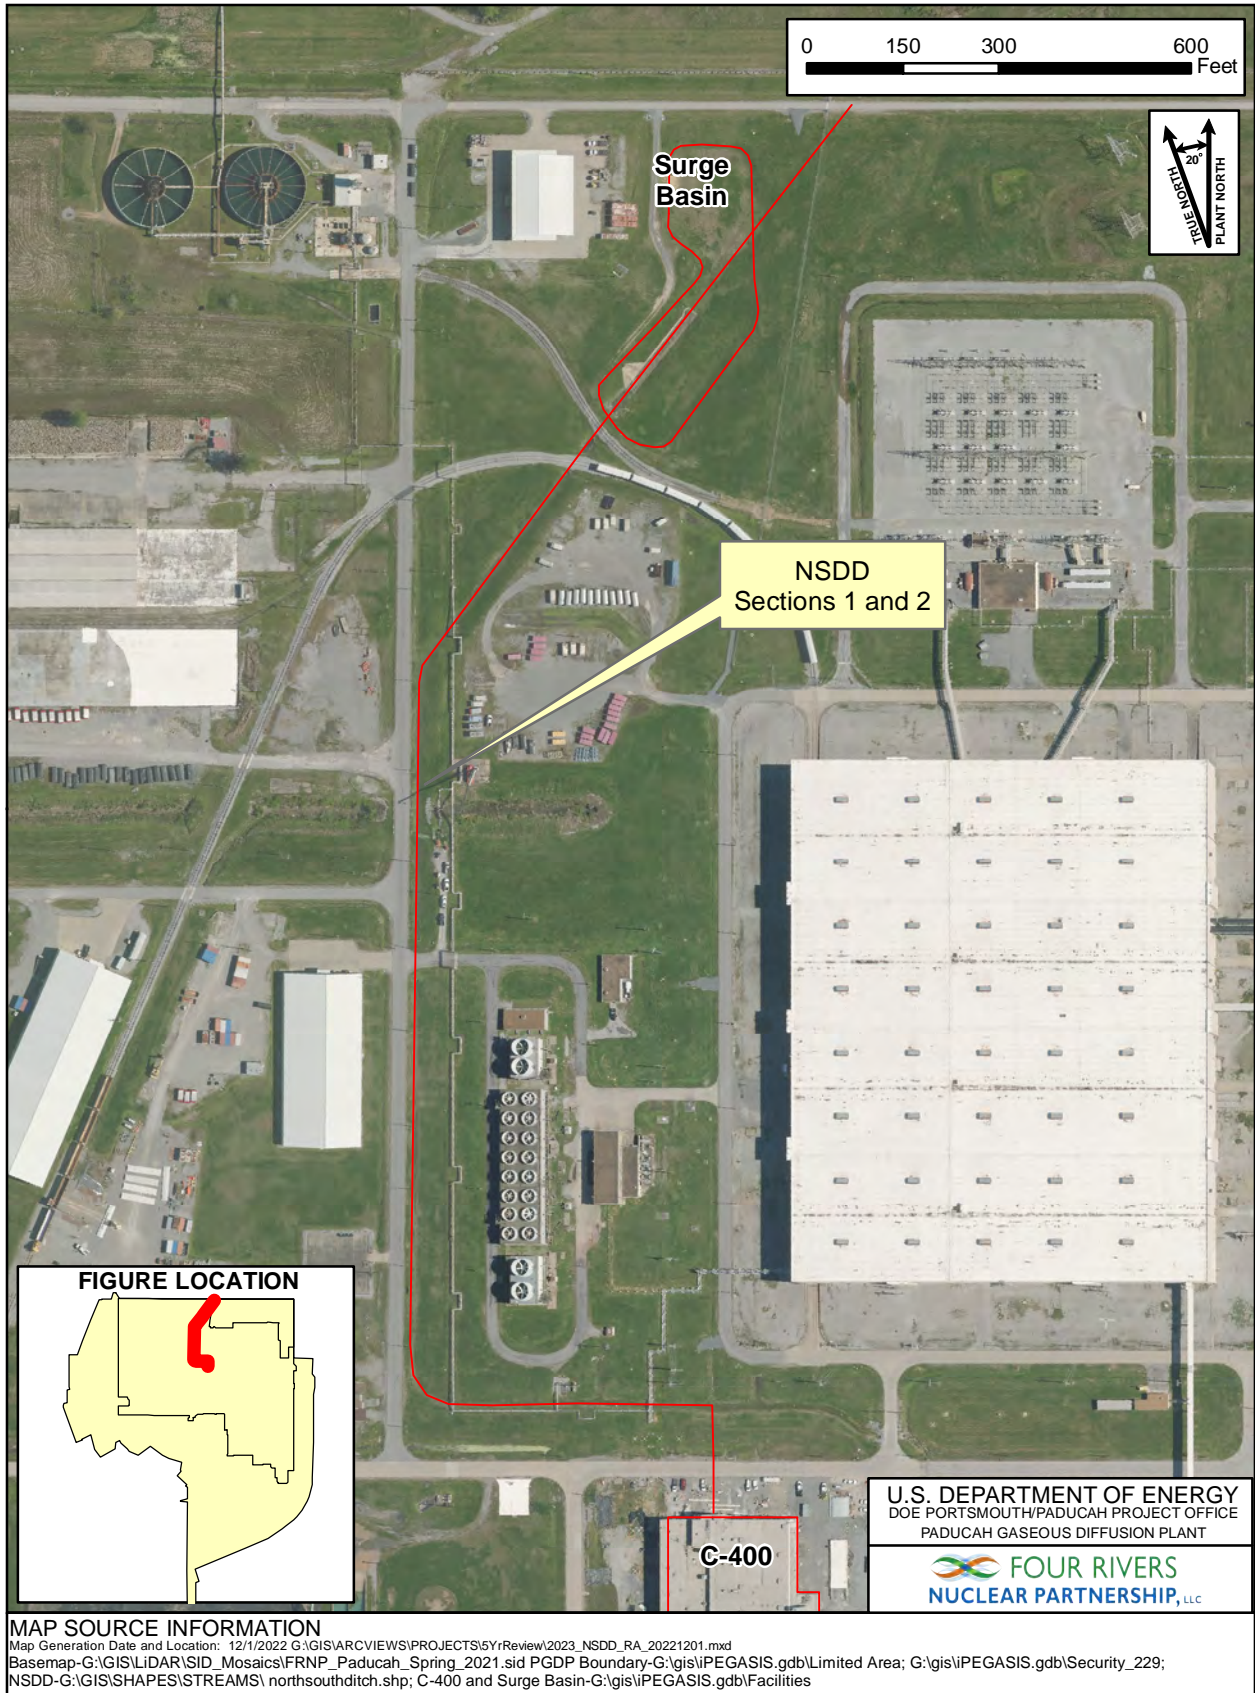 0 150 300 600
Feet
20°
TRUE NORTH
PLANT NORTH
Surge
Basin
NSDD
Sections 1 and 2
FIGURE LOCATION
C-400
U.S. DEPARTMENT OF ENERGY
DOE PORTSMOUTH/PADUCAH PROJECT OFFICE
PADUCAH GASEOUS DIFFUSION PLANT
FOUR RIVERS
NUCLEAR PARTNERSHIP, LLC
MAP SOURCE INFORMATION
Map Generation Date and Location: 12/1/2022 G:\GIS\ARCVIEWS\PROJECTS\5YrReview\2023_NSDD_RA_20221201.mxd
Basemap-G:\GIS\LiDAR\SID_Mosaics\FRNP_Paducah_Spring_2021.sid PGDP Boundary-G:\gis\iPEGASIS.gdb\Limited Area; G:\gis\iPEGASIS.gdb\Security_229;
NSDD-G:\GIS\SHAPES\STREAMS\ northsouthditch.shp; C-400 and Surge Basin-G:\gis\iPEGASIS.gdb\Facilities